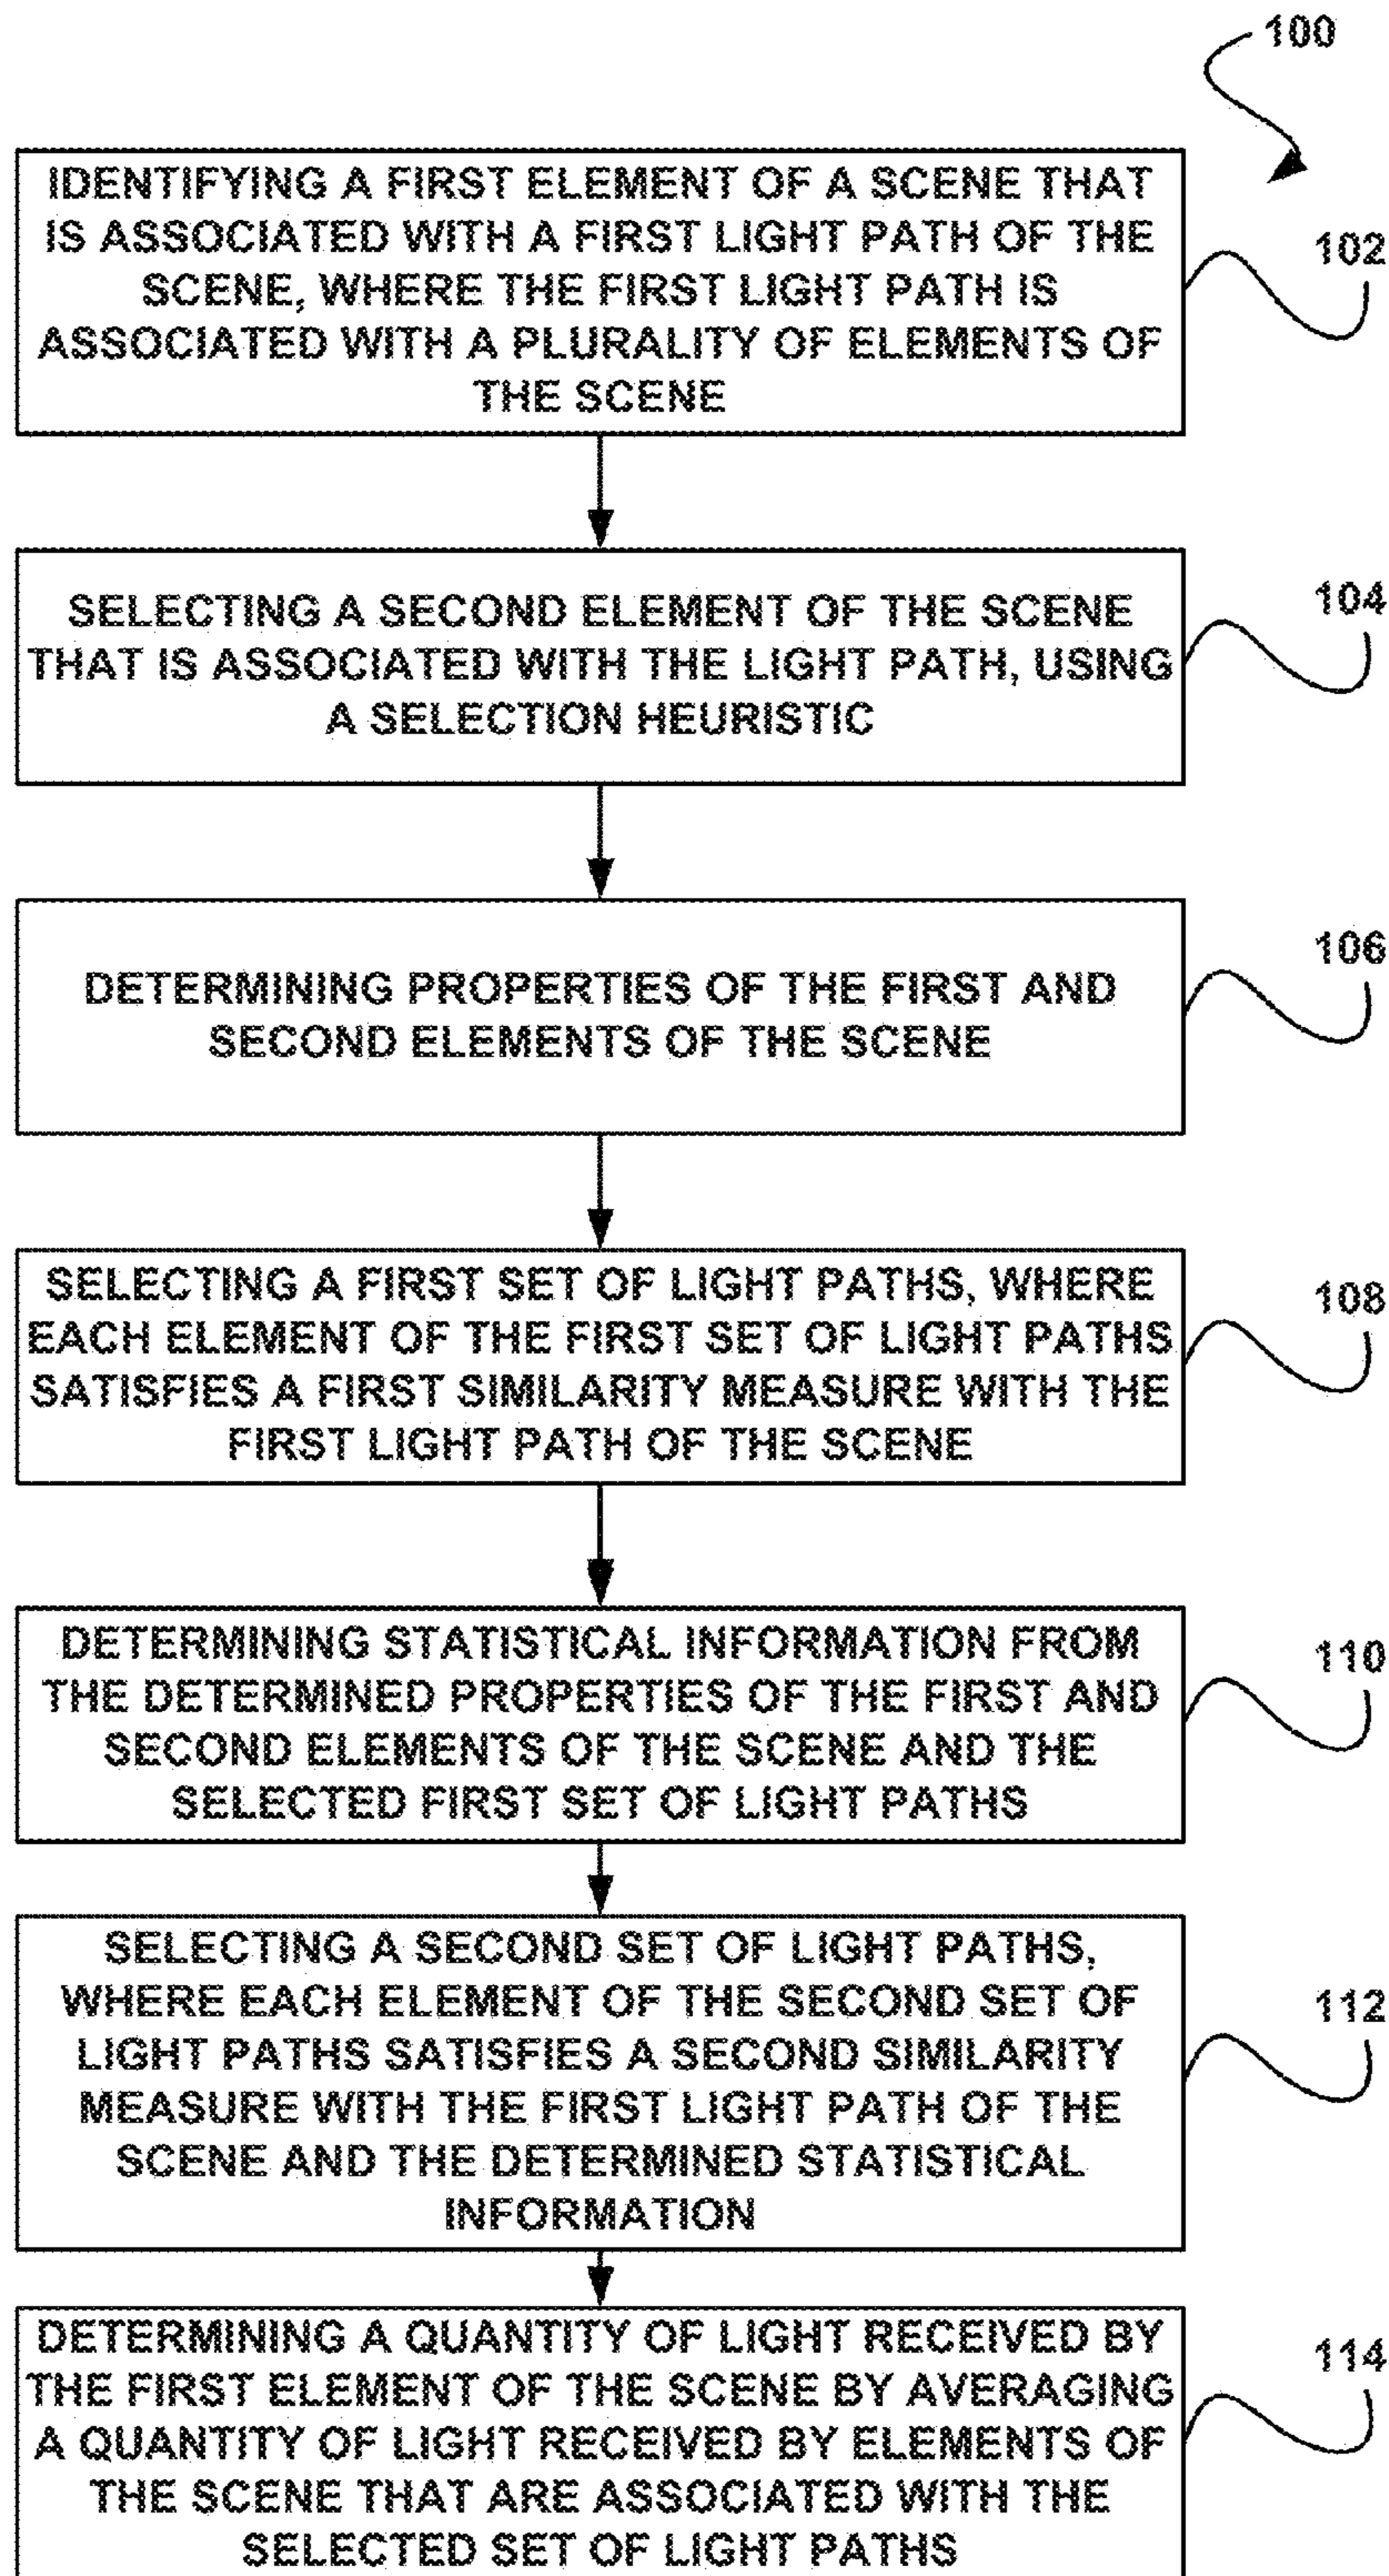 100
IDENTIFYING A FIRST ELEMENT OF A SCENE THAT
IS ASSOCIATED WITH A FIRST LIGHT PATH OF THE
SCENE, WHERE THE FIRST LIGHT PATH IS
ASSOCIATED WITH A PLURALITY OF ELEMENTS OF
THE SCENE
102
SELECTING A SECOND ELEMENT OF THE SCENE
THAT IS ASSOCIATED WITH THE LIGHT PATH, USING
A SELECTION HEURISTIC
104
DETERMINING PROPERTIES OF THE FIRST AND
SECOND ELEMENTS OF THE SCENE
106
SELECTING A FIRST SET OF LIGHT PATHS, WHERE
EACH ELEMENT OF THE FIRST SET OF LIGHT PATHS
SATISFIES A FIRST SIMILARITY MEASURE WITH THE
FIRST LIGHT PATH OF THE SCENE
108
DETERMINING STATISTICAL INFORMATION FROM
THE DETERMINED PROPERTIES OF THE FIRST AND
SECOND ELEMENTS OF THE SCENE AND THE
SELECTED FIRST SET OF LIGHT PATHS
110
SELECTING A SECOND SET OF LIGHT PATHS,
WHERE EACH ELEMENT OF THE SECOND SET OF
LIGHT PATHS SATISFIES A SECOND SIMILARITY
MEASURE WITH THE FIRST LIGHT PATH OF THE
SCENE AND THE DETERMINED STATISTICAL
INFORMATION
112
DETERMINING A QUANTITY OF LIGHT RECEIVED BY
THE FIRST ELEMENT OF THE SCENE BY AVERAGING
A QUANTITY OF LIGHT RECEIVED BY ELEMENTS OF
THE SCENE THAT ARE ASSOCIATED WITH THE
SELECTED SET OF LIGHT PATHS
114